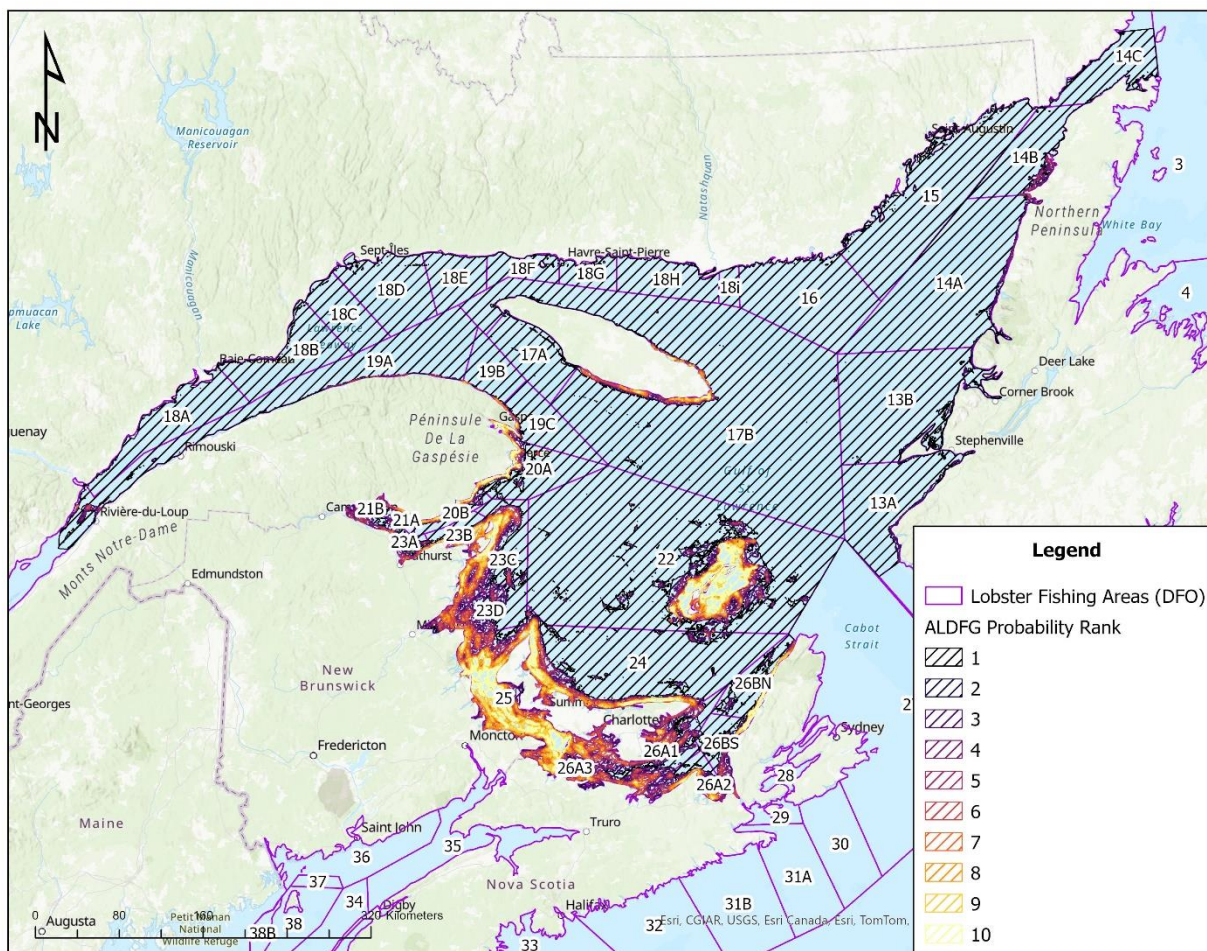 14C
Saint Augustin
14B
3
Manicouagan
Reservoir
Natashquan
15
Northern
Peninsula
White Bay
Manicouagan
Sept-Îles
Havre-Saint-Pierre
18F
18G
18E
18H
18D
18i
16
14A
4
18C
Lake
18B
Baie-Comeau
19A
17A
19B
Deer Lake
Corner Brook
18A
13B
Péninsule
De La
Gaspésie
19C
17B
Stephenville
Rimouski
20A
Gulf of
St.
Lawrence
13A
Rivière-du-Loup
21B
21A
20B
23B
23A
Monts Notre-Dame
Edmundston
23C
22
23D
Cabot
Strait
24
New
Brunswick
26BN
25
Charlotte
Moncton
26A1
26BS
Sydney
Fredericton
26A3
26A2
28
Maine
Saint John
Truro
29
36
35
30
37
Nova Scotia
31A
34
Digby
38
31B
Halifax
38B
32
33
Augusta
Petit Manan
National
Wildlife Refuge
0 80 160 320 Kilometers
Esri, CGIAR, USGS, Esri Canada, Esri, TomTom,
N
Legend
Lobster Fishing Areas (DFO)
ALDFG Probability Rank
1
2
3
4
5
6
7
8
9
10